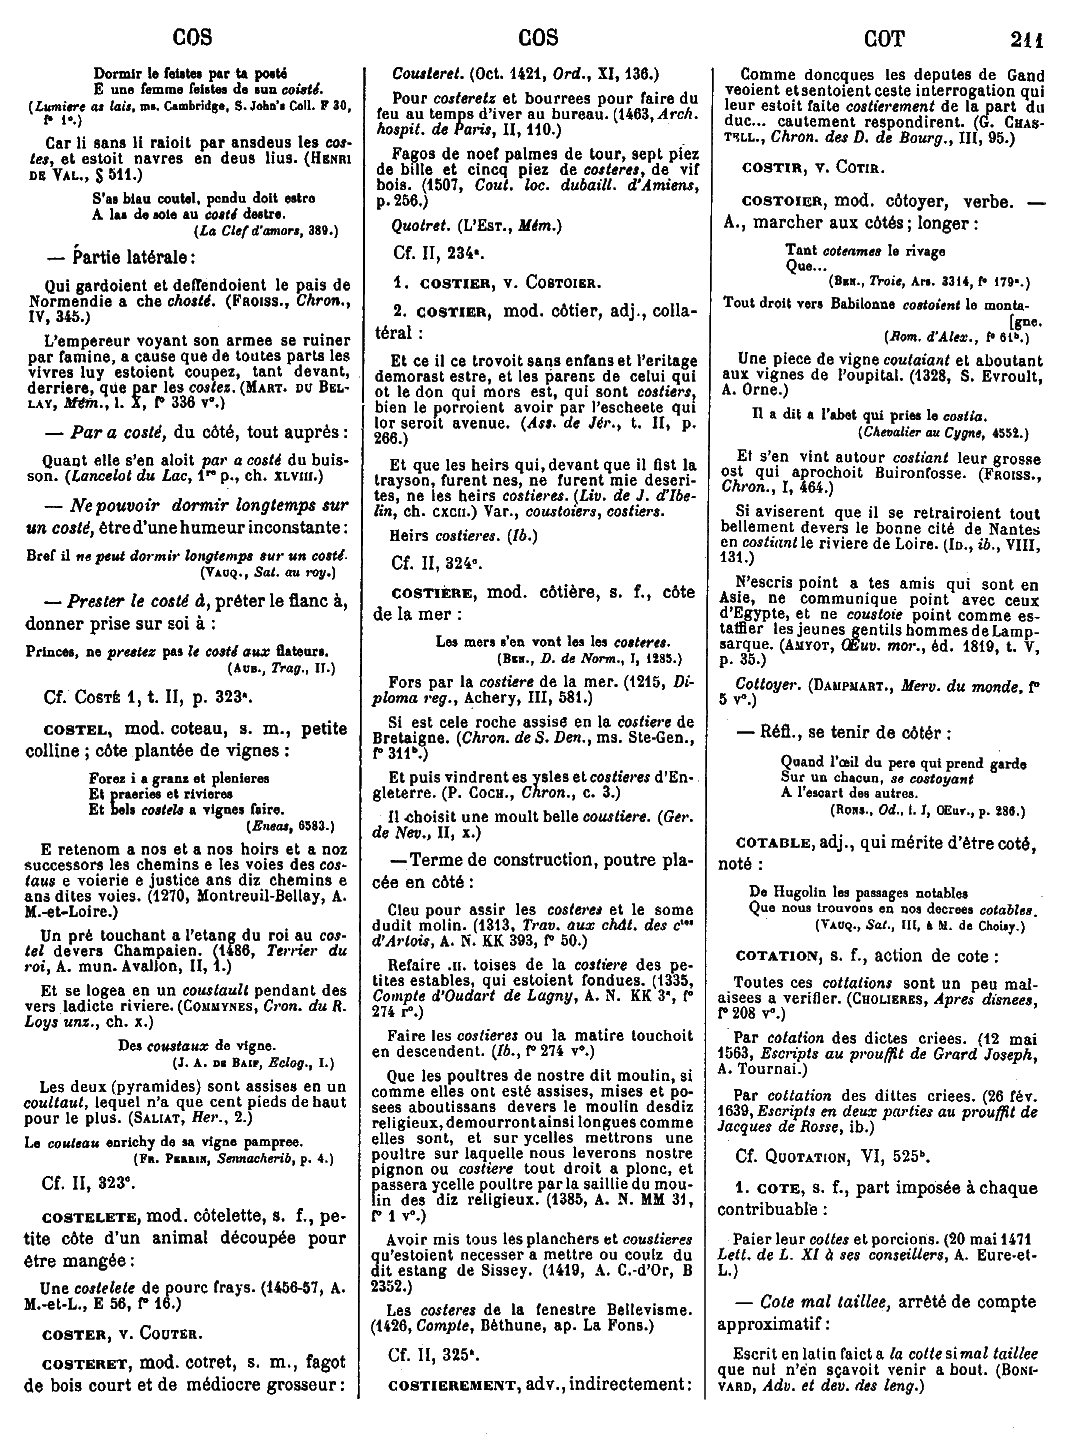 COS
COS
COT 211
Dormir le feistes par ta posté
E une femme feistes de sun coisté.
(Lumiere as lais, ms. Cambridge, S. John's Coll. F 30,
f° 1ª.)
Car li sans li raioit par ansdeus les cos-
tes, et estoit navres en deus lius. (HENRI
DE VAL., § 511.)
S'as biau coutel, pendu doit estre
A las de soie au costé destre.
(La Clef d'amors, 389.)
— Partie latérale :
Qui gardoient et deffendoient le pais de
Normendie a che chosté. (FROISS., Chron.,
IV, 345.)
L'empereur voyant son armee se ruiner
par famine, a cause que de toutes parts les
vivres luy estoient coupez, tant devant,
derriere, que par les costez. (MART. DU BEL-
LAY, Mém., l. X, f° 336 v°.)
— Par a costé, du côté, tout auprès :
Quant elle s'en aloit par a costé du buis-
son. (Lancelot du Lac, 1re p., ch. XLVIII.)
— Ne pouvoir dormir longtemps sur
un costé, être d'une humeur inconstante :
Bref il ne peut dormir longtemps sur un costé.
(VAUQ., Sat. au roy.)
— Prester le costé à, prêter le flanc à,
donner prise sur soi à :
Princes, ne prestez pas le costé aux flateurs.
(AUB., Trag., II.)
Cf. COSTÉ 1, t. II, p. 323ª.
COSTEL, mod. coteau, s. m., petite
colline ; côte plantée de vignes :
Forez i a granz et plenieres
Et praeries et rivieres
Et bels costels a vignes faire.
(Eneas, 6583.)
E retenom a nos et a nos hoirs et a noz
successors les chemins e les voies des cos-
taus e voierie e justice ans diz chemins e
ans dites voies. (1270, Montreuil-Bellay, A.
M.-et-Loire.)
Un pré touchant a l'etang du roi au cos-
tel devers Champaien. (1486, Terrier du
roi, A. mun. Avallon, II, 1.)
Et se logea en un coustault pendant des
vers ladicte riviere. (COMMYNES, Cron. du R.
Loys unz., ch. X.)
Des coustaux de vigne.
(J. A. DE BAIF, Eclog., I.)
Les deux (pyramides) sont assises en un
coultaut, lequel n'a que cent pieds de haut
pour le plus. (SALIAT, Her., 2.)
Le couteau enrichy de sa vigne pampree.
(FR. PERRIN, Sennacherib, p. 4.)
Cf. II, 323ᶜ.
COSTELETE, mod. côtelette, s. f., pe-
tite côte d'un animal découpée pour
être mangée :
Une costelete de pourc frays. (1456-57, A.
M.-et-L., E 56, f° 16.)
COSTER, v. COUTER.
COSTERET, mod. cotret, s. m., fagot
de bois court et de médiocre grosseur :
Cousteret. (Oct. 1421, Ord., XI, 136.)
Pour costeretz et bourrees pour faire du
feu au temps d'iver au bureau. (1463, Arch.
hospit. de Paris, II, 110.)
Fagos de noef palmes de tour, sept piez
de bille et cincq piez de costeres, de vif
bois. (1507, Cout. loc. dubaill. d'Amiens,
p. 256.)
Quotret. (L'EST., Mém.)
Cf. II, 234ª.
1. COSTIER, v. COSTOIER.
2. COSTIER, mod. côtier, adj., colla-
téral :
Et ce il ce trovoit sans enfans et l'eritage
demorast estre, et les parens de celui qui
ot le don qui mors est, qui sont costiers,
bien le porroient avoir par l'escheete qui
lor seroit avenue. (Ass. de Jér., t. II, p.
266.)
Et que les heirs qui, devant que il fist la
trayson, furent nes, ne furent mie deseri-
tes, ne les heirs costieres. (Liv. de J. d'Ibe-
lin, ch. CXCII.) Var., coustoiers, costiers.
Heirs costieres. (Ib.)
Cf. II, 324ᶜ.
COSTIÈRE, mod. côtière, s. f., côte
de la mer :
Les mers s'en vont les les costeres.
(BEN., D. de Norm., I, 1285.)
Fors par la costiere de la mer. (1215, Di-
ploma reg., Achery, III, 581.)
Si est cele roche assise en la costiere de
Bretaigne. (Chron. de S. Den., ms. Ste-Gen.,
f° 311ᵇ.)
Et puis vindrent es ysles et costieres d'En-
gleterre. (P. COCH., Chron., c. 3.)
Il choisit une moult belle coustiere. (Ger.
de Nev., II, X.)
— Terme de construction, poutre pla-
cée en côté :
Cleu pour assir les costeres et le some
dudit molin. (1313, Trav. aux chât. des ctes
d'Artois, A. N. KK 393, f° 50.)
Refaire .II. toises de la costiere des pe-
tites estables, qui estoient fondues. (1335,
Compte d'Oudart de Lagny, A. N. KK 3ª, f°
274 r°.)
Faire les costieres ou la matire touchoit
en descendent. (Ib., f° 274 v°.)
Que les poultres de nostre dit moulin, si
comme elles ont esté assises, mises et po-
sees aboutissans devers le moulin desdiz
religieux, demourront ainsi longues comme
elles sont, et sur ycelles mettrons une
poultre sur laquelle nous leverons nostre
pignon ou costiere tout droit a plonc, et
passera ycelle poultre par la saillie du mou-
lin des diz religieux. (1385, A. N. MM 31,
f° 1 v°.)
Avoir mis tous les planchers et coustieres
qu'estoient necesser a mettre ou coulz du
dit estang de Sissey. (1419, A. C.-d'Or, B
2352.)
Les costeres de la fenestre Bellevisme.
(1426, Compte, Béthune, ap. La Fons.)
Cf. II, 325ª.
COSTIEREMENT, adv., indirectement :
Comme doncques les deputes de Gand
veoient et sentoient ceste interrogation qui
leur estoit faite costierement de la part du
duc... cautement respondirent. (G. CHAS-
TELL., Chron. des D. de Bourg., III, 95.)
COSTIR, v. COTIR.
COSTOIER, mod. côtoyer, verbe. —
A., marcher aux côtés ; longer :
Tant coteames le rivage
Que...
(BEN., Troie, Ars. 3314, f° 179ª.)
Tout droit vers Babilonne costoient le monta-
[gne.
(Rom. d'Alex., f° 61ᵇ.)
Une piece de vigne coutaiant et aboutant
aux vignes de l'oupital. (1328, S. Evroult,
A. Orne.)
Il a dit a l'abet qui pries le costia.
(Chevalier au Cygne, 4552.)
Et s'en vint autour costiant leur grosse
ost qui aprochoit Buironfosse. (FROISS.,
Chron., I, 464.)
Si aviserent que il se retrairoient tout
bellement devers le bonne cité de Nantes
en costiant le riviere de Loire. (ID., ib., VIII,
131.)
N'escris point a tes amis qui sont en
Asie, ne communique point avec ceux
d'Egypte, et ne coustoie point comme es-
taffier les jeunes gentils hommes de Lamp-
sarque. (AMYOT, Œuv. mor., éd. 1819, t. V,
p. 35.)
Cottoyer. (DAMPMART., Merv. du monde, f°
5 v°.)
— Réfl., se tenir de côtér :
Quand l'œil du pere qui prend garde
Sur un chacun, se costoyant
A l'escart des autres.
(RONS., Od., l. I, Œuv., p. 286.)
COTABLE, adj., qui mérite d'être coté,
noté :
De Hugolin les passages notables
Que nous trouvons en nos decrees cotables.
(VAUQ., Sat., III, à M. de Choisy.)
COTATION, s. f., action de cote :
Toutes ces cottations sont un peu mal-
aisees a verifier. (CHOLIERES, Apres disnees,
f° 208 v°.)
Par cotation des dictes criees. (12 mai
1563, Escripts au prouffit de Grard Joseph,
A. Tournai.)
Par cottation des dittes criees. (26 fév.
1639, Escripts en deux parties au prouffit de
Jacques de Rosse, ib.)
Cf. QUOTATION, VI, 525ᵇ.
1. COTE, s. f., part imposée à chaque
contribuable :
Paier leur cottes et porcions. (20 mai 1471
Lett. de L. XI à ses conseillers, A. Eure-et-
L.)
— Cote mal taillee, arrêté de compte
approximatif :
Escrit en latin faict a la cotte si mal taillee
que nul n'en sçavoit venir a bout. (BONI-
VARD, Adv. et dev. des leng.)